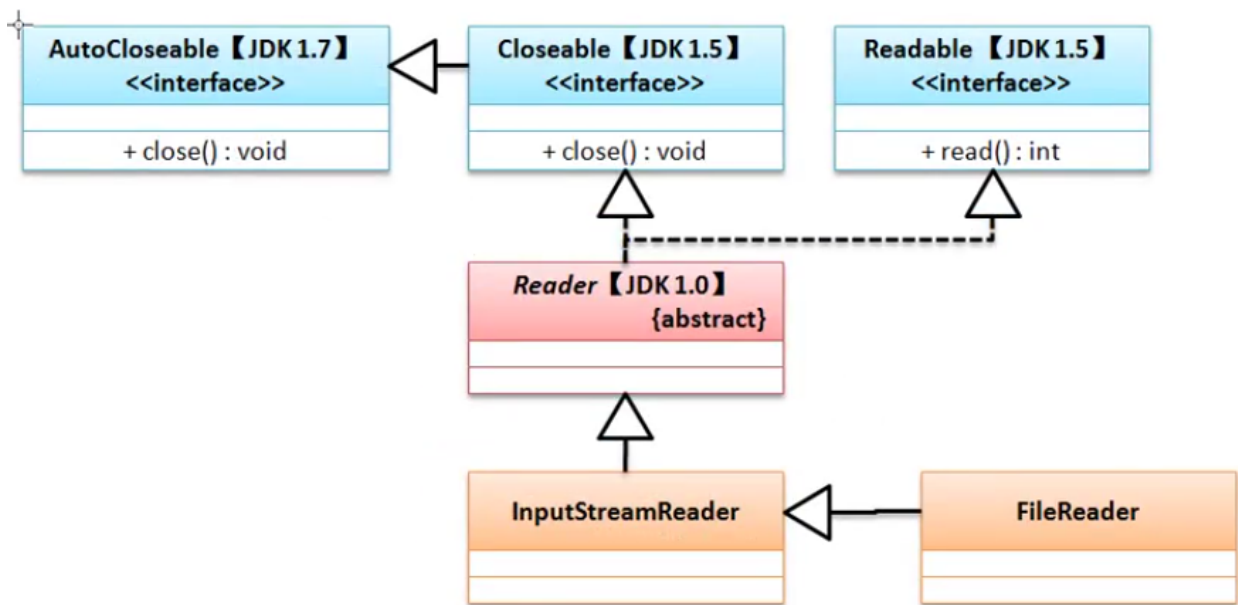 AutoCloseable【JDK 1.7】
<<interface>>
+ close() : void
Closeable【JDK 1.5】
<<interface>>
+ close() : void
Readable【JDK 1.5】
<<interface>>
+ read() : int
Reader【JDK 1.0】
{abstract}
InputStreamReader
FileReader